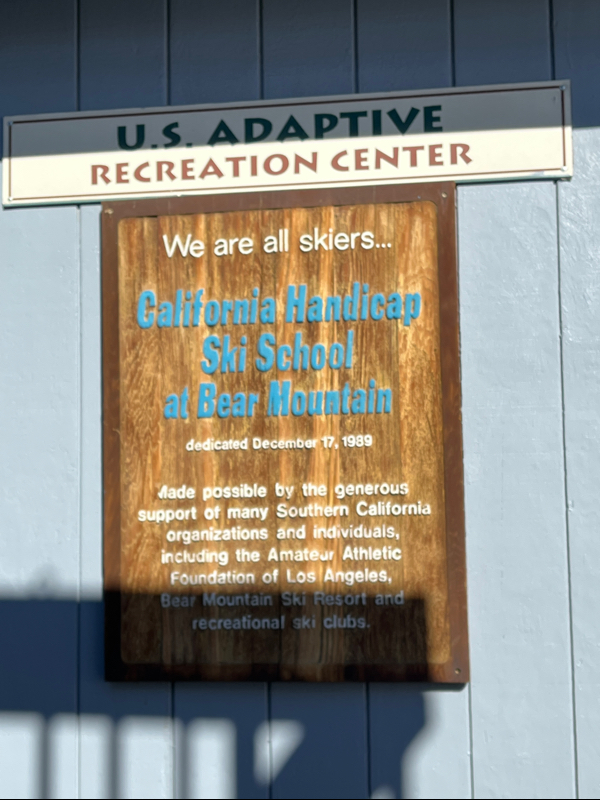 U.S. ADAPTIVE
RECREATION CENTER
We are all skiers...
California Handicap
Ski School
at Bear Mountain
dedicated December 17, 1989
Made possible by the generous
support of many Southern California
organizations and individuals,
including the Amateur Athletic
Foundation of Los Angeles,
Bear Mountain Ski Resort and
recreational ski clubs.